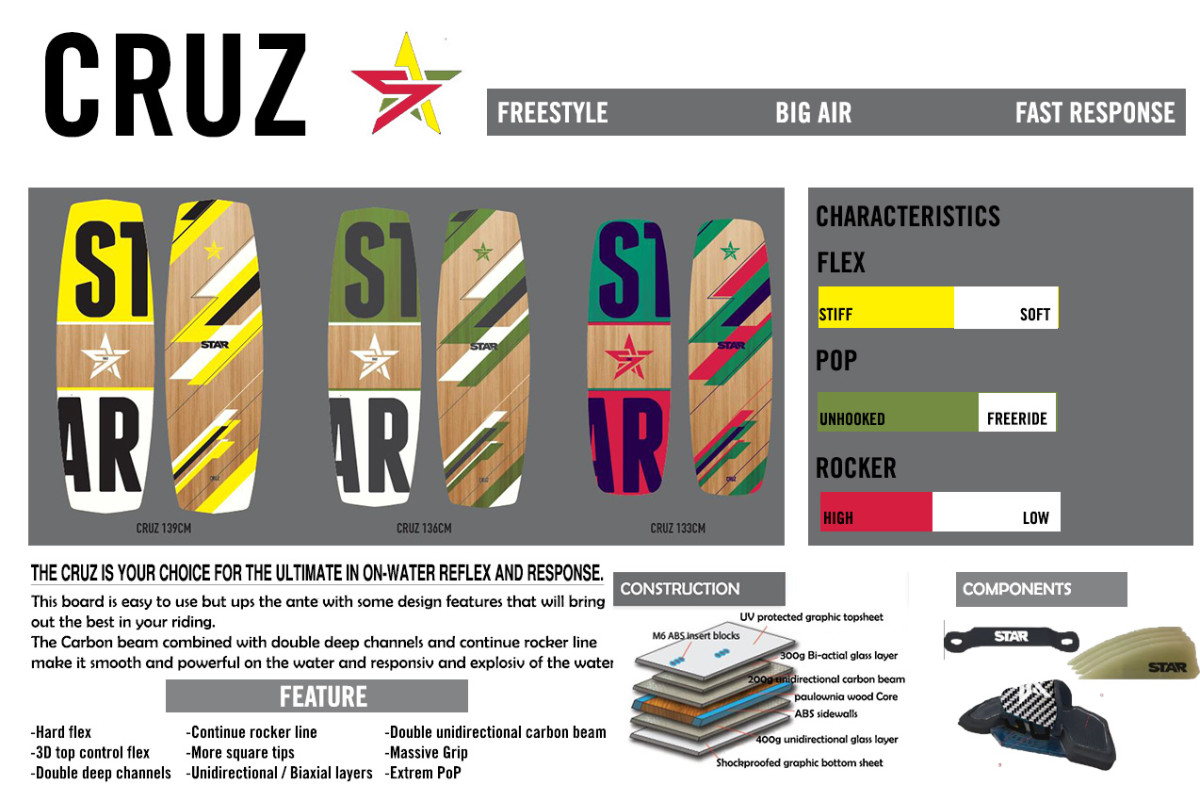 CRUZ
FREESTYLE BIG AIR FAST RESPONSE
ST
AR
STAR
CRUZ
ST
AR
STAR
CRUZ
ST
AR
STAR
CRUZ
CRUZ 139CM
CRUZ 136CM
CRUZ 133CM
CHARACTERISTICS
FLEX
STIFF SOFT
POP
UNHOOKED FREERIDE
ROCKER
HIGH LOW
THE CRUZ IS YOUR CHOICE FOR THE ULTIMATE IN ON-WATER REFLEX AND RESPONSE.
This board is easy to use but ups the ante with some design features that will bring
out the best in your riding.
The Carbon beam combined with double deep channels and continue rocker line
make it smooth and powerful on the water and responsiv and explosiv of the water
FEATURE
-Hard flex
-3D top control flex
-Double deep channels
-Continue rocker line
-More square tips
-Unidirectional / Biaxial layers
-Double unidirectional carbon beam
-Massive Grip
-Extrem PoP
CONSTRUCTION
UV protected graphic topsheet
M6 ABS insert blocks
300g Bi-actial glass layer
200g unidirectional carbon beam
paulownia wood Core
ABS sidewalls
400g unidirectional glass layer
Shockproofed graphic bottom sheet
COMPONENTS
STAR
STAR